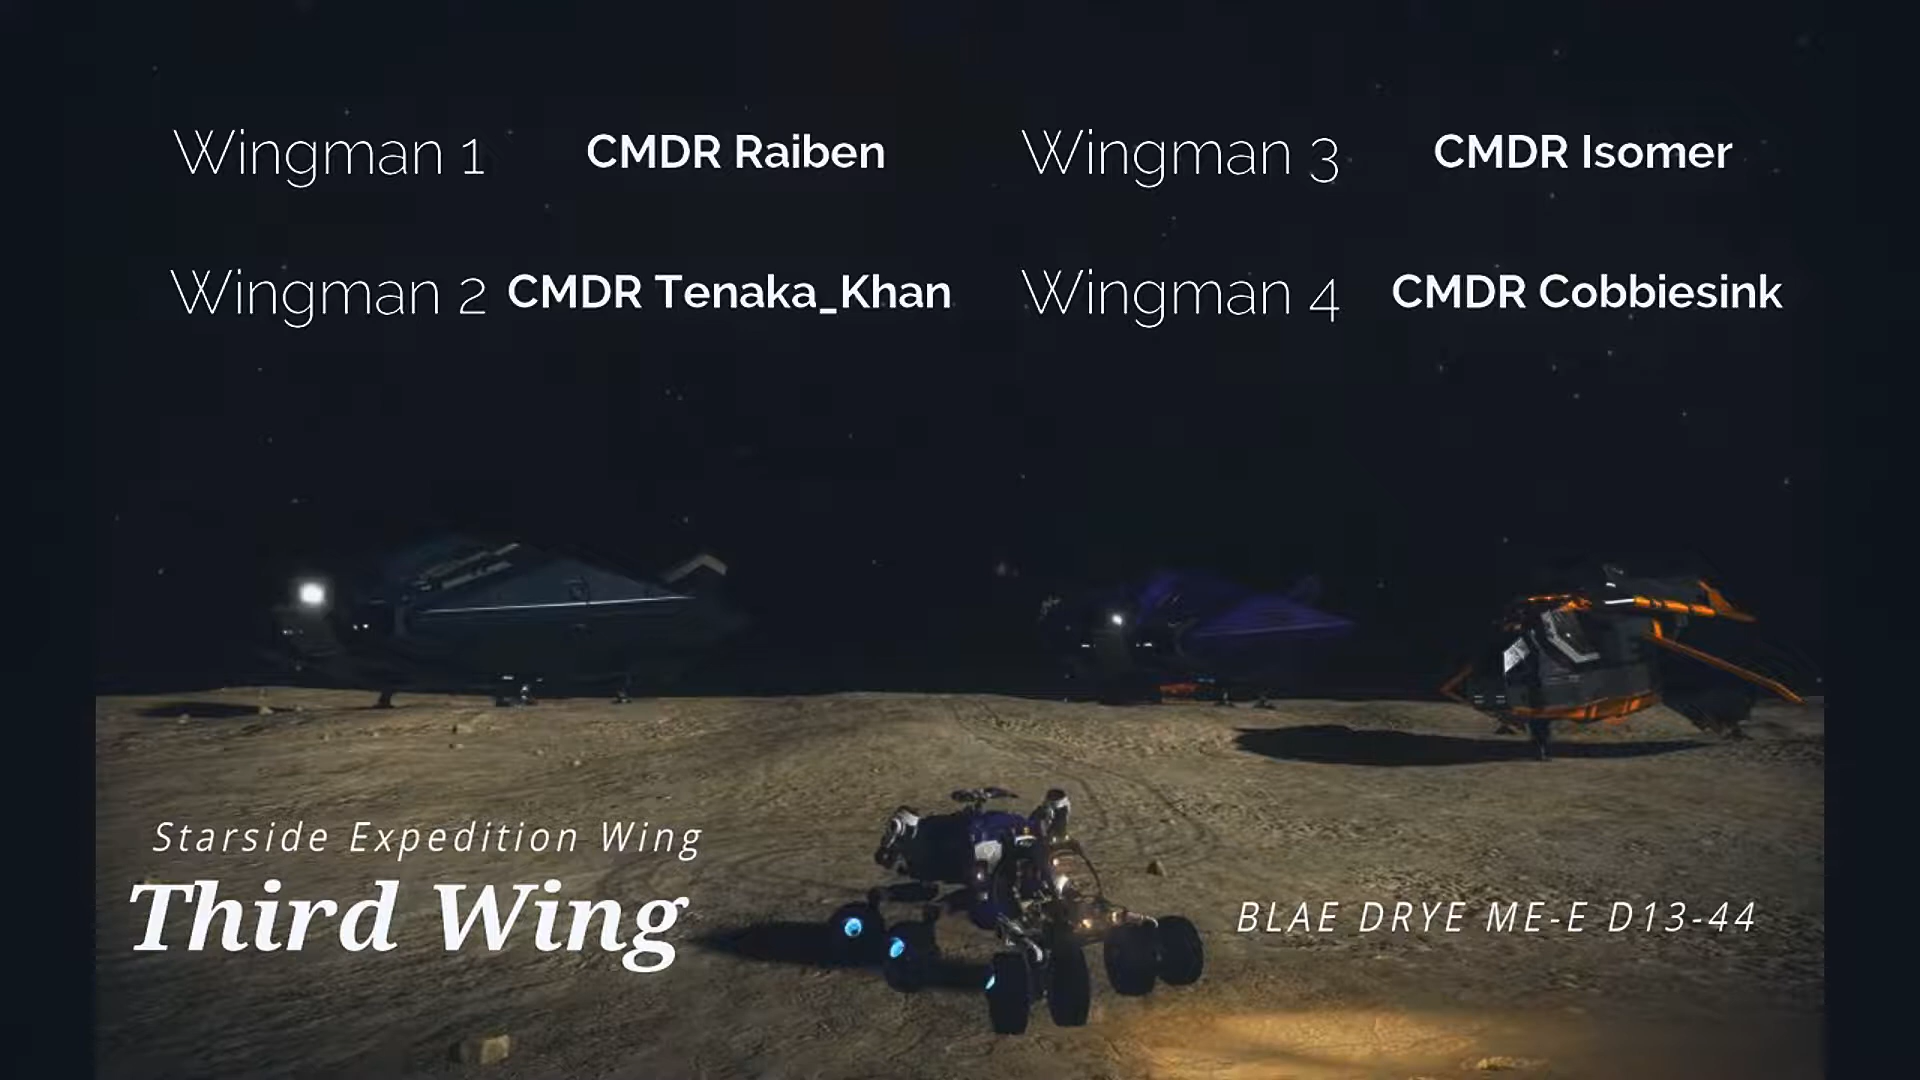 Wingman 1 CMDR Raiben
Wingman 2 CMDR Tenaka_Khan
Wingman 3 CMDR Isomer
Wingman 4 CMDR Cobbiesink
Starside Expedition Wing
Third Wing
BLAE DRYE ME-E D13-44